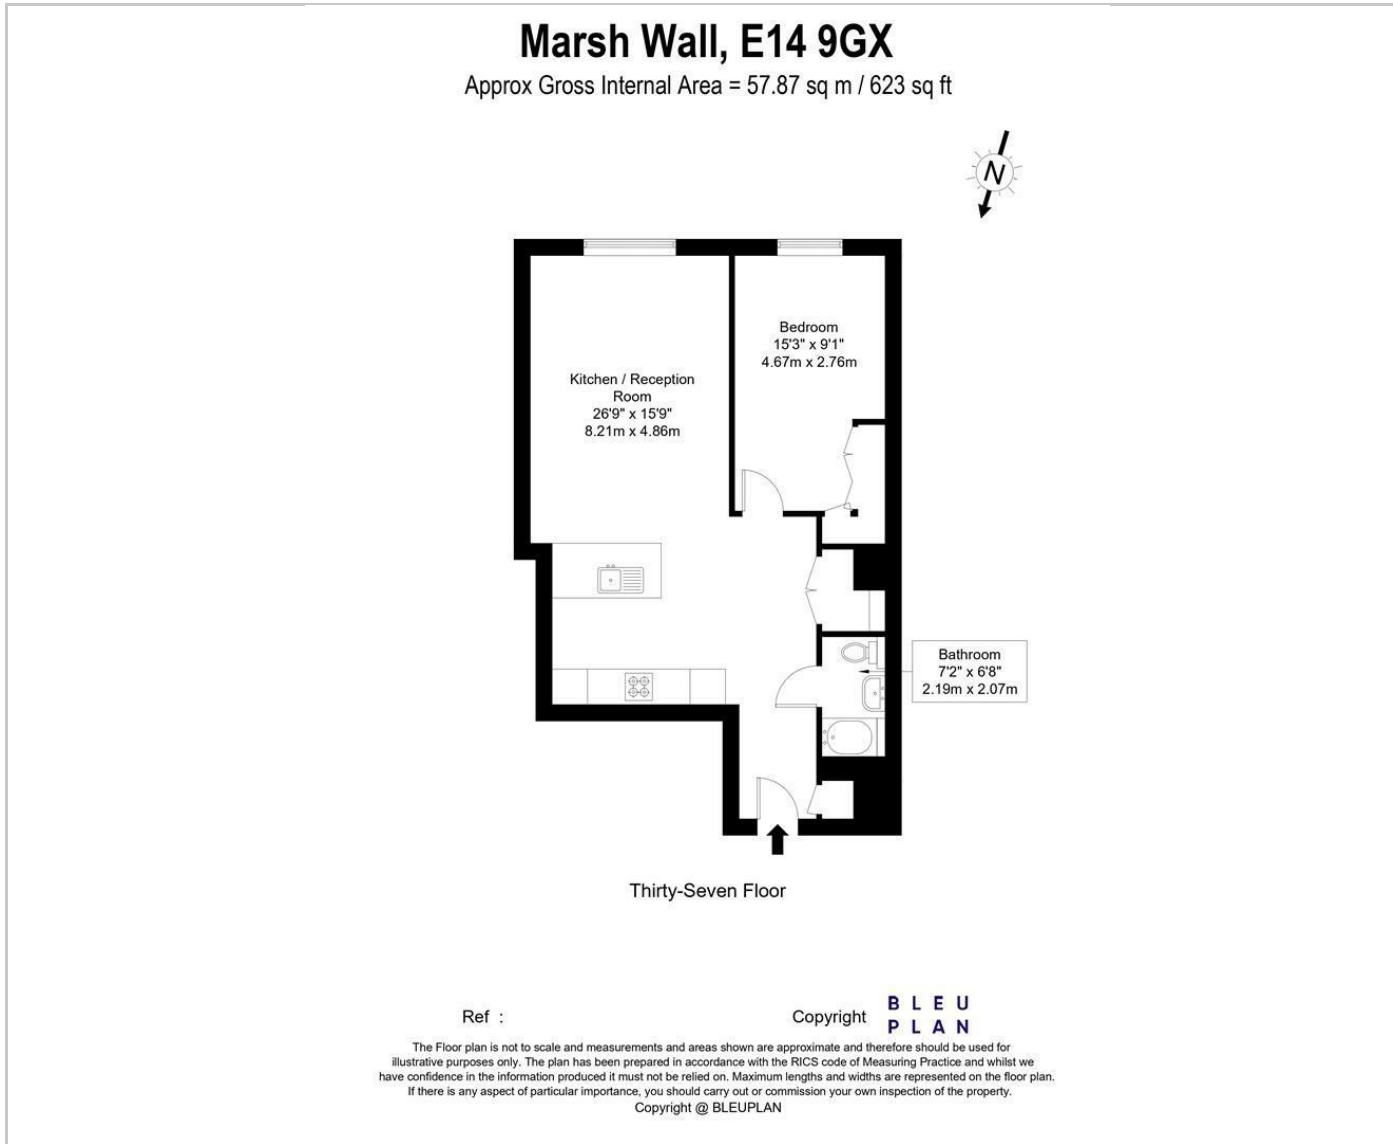 Marsh Wall, E14 9GX
Approx Gross Internal Area = 57.87 sq m / 623 sq ft
N
Bedroom
15'3" x 9'1"
4.67m x 2.76m
Kitchen / Reception
Room
26'9" x 15'9"
8.21m x 4.86m
Bathroom
7'2" x 6'8"
2.19m x 2.07m
Thirty-Seven Floor
Ref :
Copyright
BLEU
PLAN
The Floor plan is not to scale and measurements and areas shown are approximate and therefore should be used for
illustrative purposes only. The plan has been prepared in accordance with the RICS code of Measuring Practice and whilst we
have confidence in the information produced it must not be relied on. Maximum lengths and widths are represented on the floor plan.
If there is any aspect of particular importance, you should carry out or commission your own inspection of the property.
Copyright @ BLEUPLAN